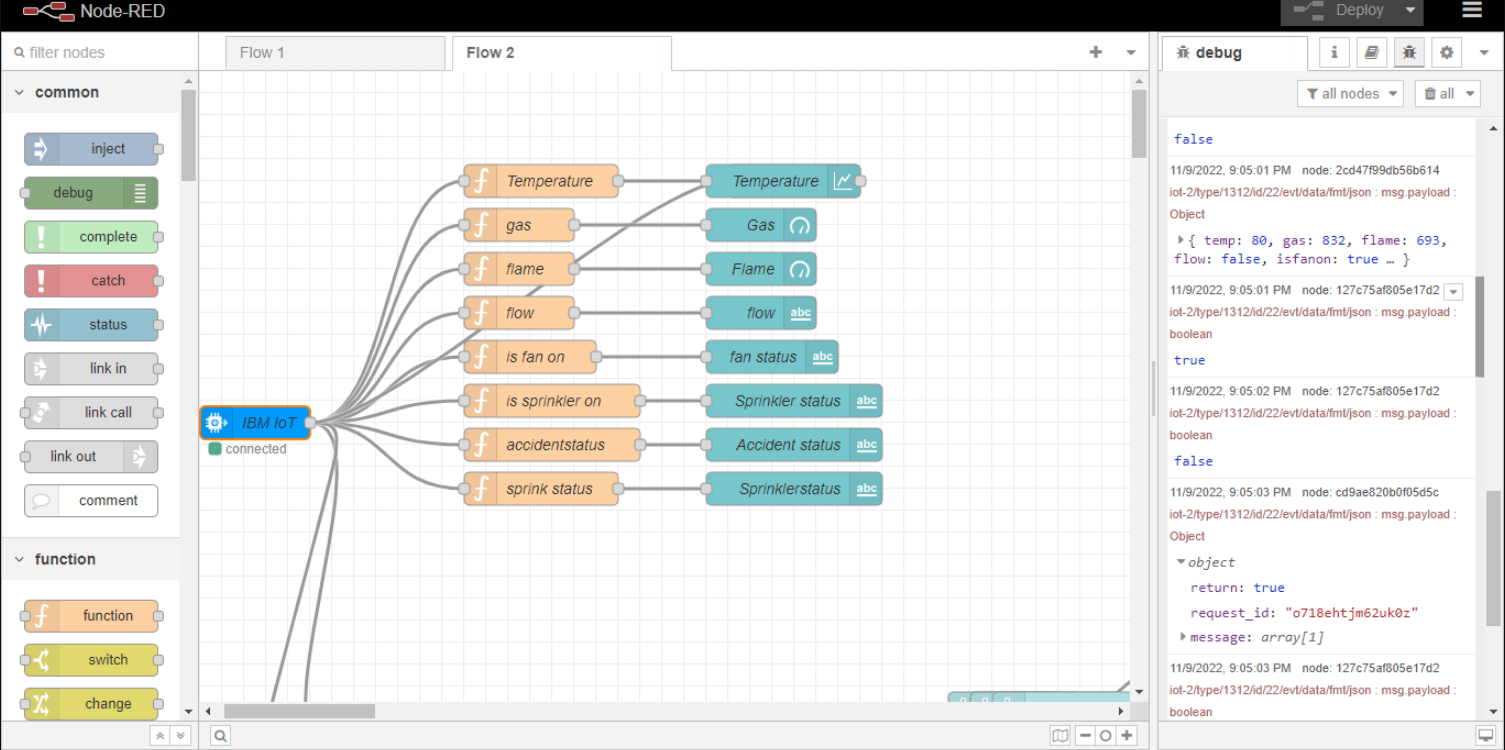 Node-RED
Deploy
filter nodes
Flow 1
Flow 2
debug
i
all nodes
all
common
inject
debug
complete
catch
status
link in
link call
link out
comment
function
function
switch
change
IBM IoT
connected
Temperature
Temperature
gas
Gas
flame
Flame
flow
flow
abc
is fan on
fan status
abc
is sprinkler on
Sprinkler status
abc
accidentstatus
Accident status
abc
sprink status
Sprinklerstatus
abc
false
11/9/2022, 9:05:01 PM node: 2cd47f99db56b614
iot-2/type/1312/id/22/evt/data/fmt/json : msg.payload :
Object
{ temp: 80, gas: 832, flame: 693,
flow: false, isfanon: true … }
11/9/2022, 9:05:01 PM node: 127c75af805e17d2
iot-2/type/1312/id/22/evt/data/fmt/json : msg.payload :
boolean
true
11/9/2022, 9:05:02 PM node: 127c75af805e17d2
iot-2/type/1312/id/22/evt/data/fmt/json : msg.payload :
boolean
false
11/9/2022, 9:05:03 PM node: cd9ae820b0f05d5c
iot-2/type/1312/id/22/evt/data/fmt/json : msg.payload :
Object
object
return: true
request_id: "o718ehtjm62uk0z"
message: array[1]
11/9/2022, 9:05:03 PM node: 127c75af805e17d2
iot-2/type/1312/id/22/evt/data/fmt/json : msg.payload :
boolean